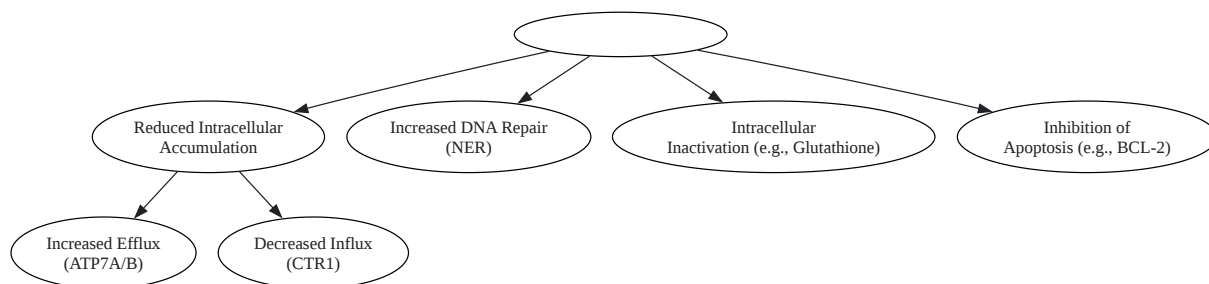 Reduced Intracellular
Accumulation
Increased DNA Repair
(NER)
Intracellular
Inactivation (e.g., Glutathione)
Inhibition of
Apoptosis (e.g., BCL-2)
Increased Efflux
(ATP7A/B)
Decreased Influx
(CTR1)